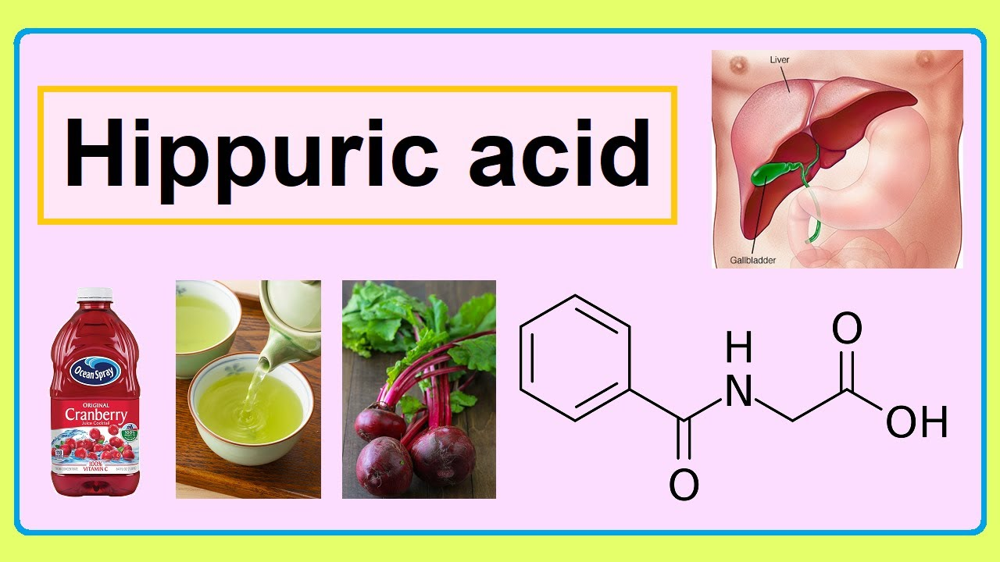 Hippuric acid
Liver
Gallbladder
Ocean Spray
ORIGINAL
Cranberry
Juice Cocktail
100%
VITAMIN C
H
N
O
O
OH